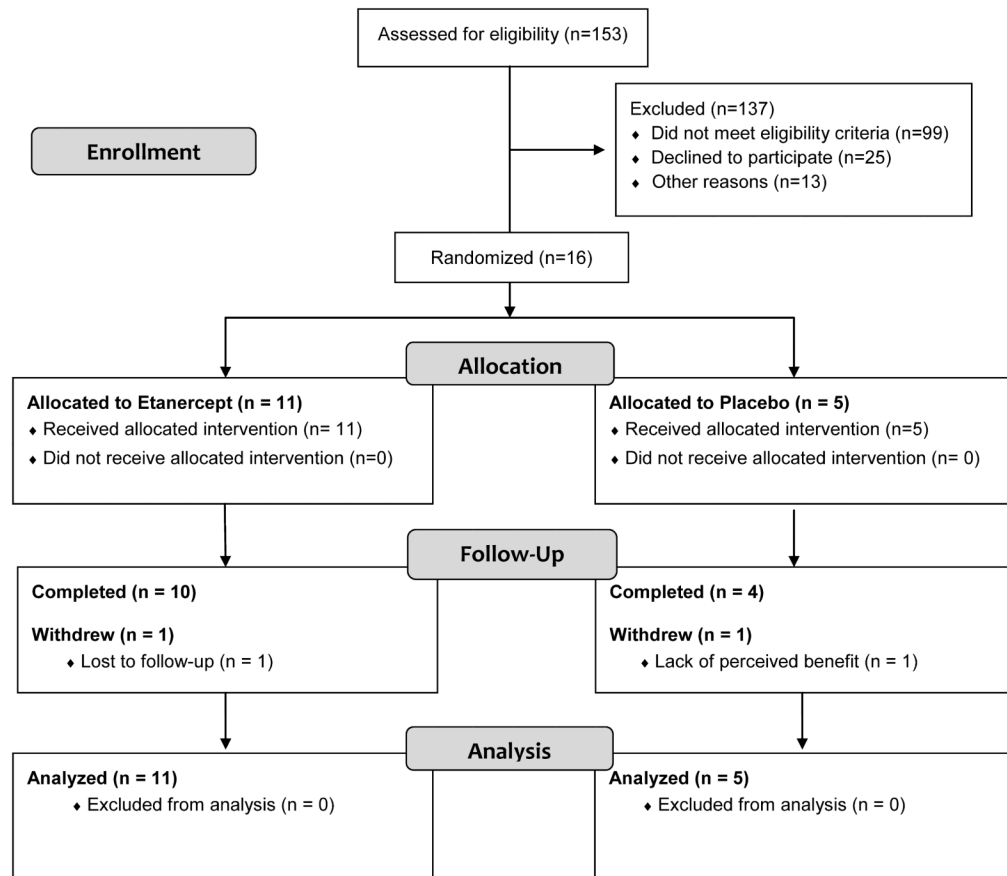 Assessed for eligibility (n=153)
Excluded (n=137)
♦ Did not meet eligibility criteria (n=99)
♦ Declined to participate (n=25)
♦ Other reasons (n=13)
Enrollment
Randomized (n=16)
Allocation
Allocated to Etanercept (n = 11)
♦ Received allocated intervention (n= 11)
♦ Did not receive allocated intervention (n=0)
Allocated to Placebo (n = 5)
♦ Received allocated intervention (n=5)
♦ Did not receive allocated intervention (n= 0)
Follow-Up
Completed (n = 10)
Withdrew (n = 1)
♦ Lost to follow-up (n = 1)
Completed (n = 4)
Withdrew (n = 1)
♦ Lack of perceived benefit (n = 1)
Analysis
Analyzed (n = 11)
♦ Excluded from analysis (n = 0)
Analyzed (n = 5)
♦ Excluded from analysis (n = 0)